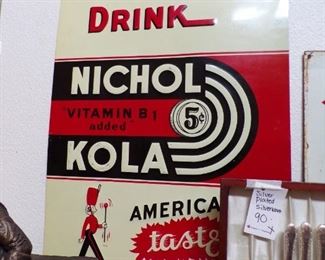 DRINK
NICHOL
"VITAMIN B1
added"
5¢
KOLA
AMERICA
taste
Silver
Plated
Silverware
90.-